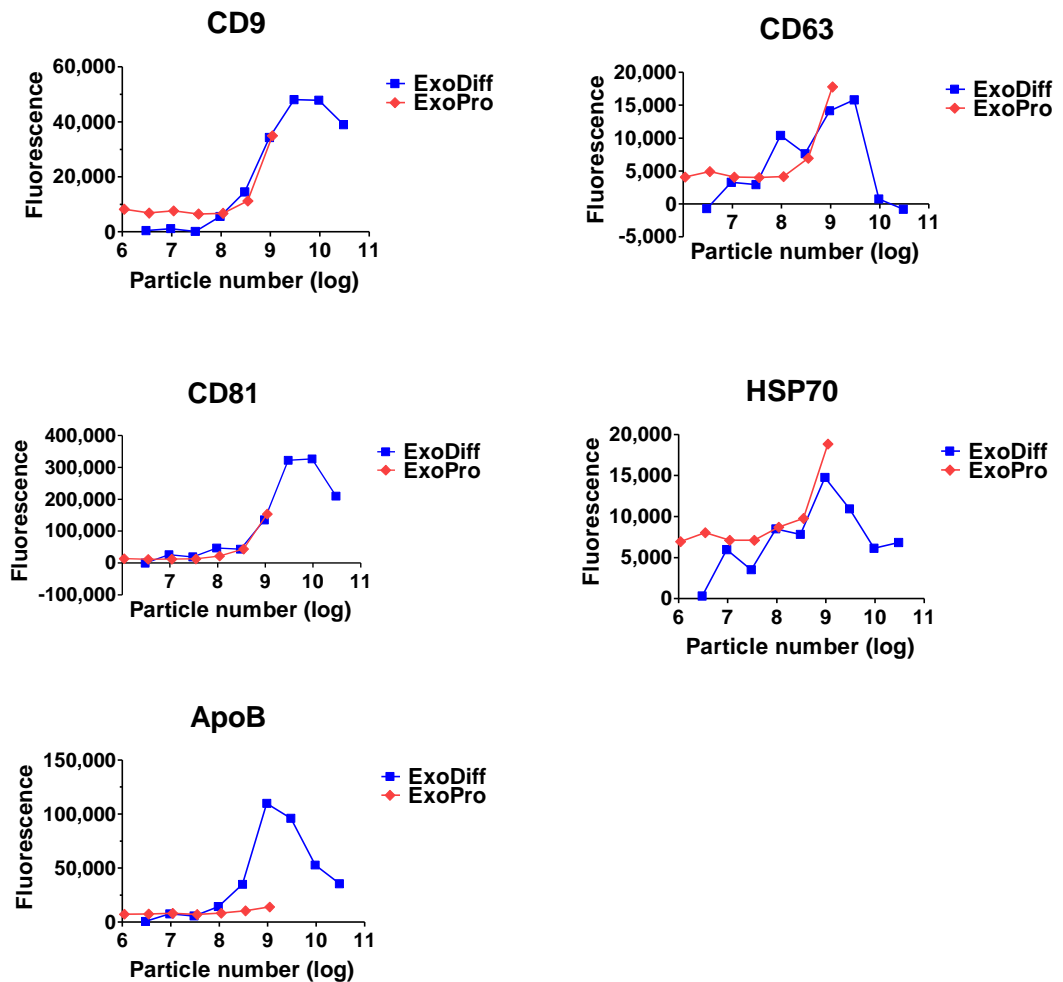 CD9
60,000
40,000
20,000
0
6 7 8 9 10 11
Fluorescence
Particle number (log)
ExoDiff
ExoPro
CD63
20,000
15,000
10,000
5,000
0
-5,000
7 8 9 10 11
Fluorescence
Particle number (log)
ExoDiff
ExoPro
CD81
400,000
300,000
200,000
100,000
0
-100,000
7 8 9 10 11
Fluorescence
Particle number (log)
ExoDiff
ExoPro
HSP70
20,000
15,000
10,000
5,000
0
6 7 8 9 10 11
Fluorescence
Particle number (log)
ExoDiff
ExoPro
ApoB
150,000
100,000
50,000
0
6 7 8 9 10 11
Fluorescence
Particle number (log)
ExoDiff
ExoPro